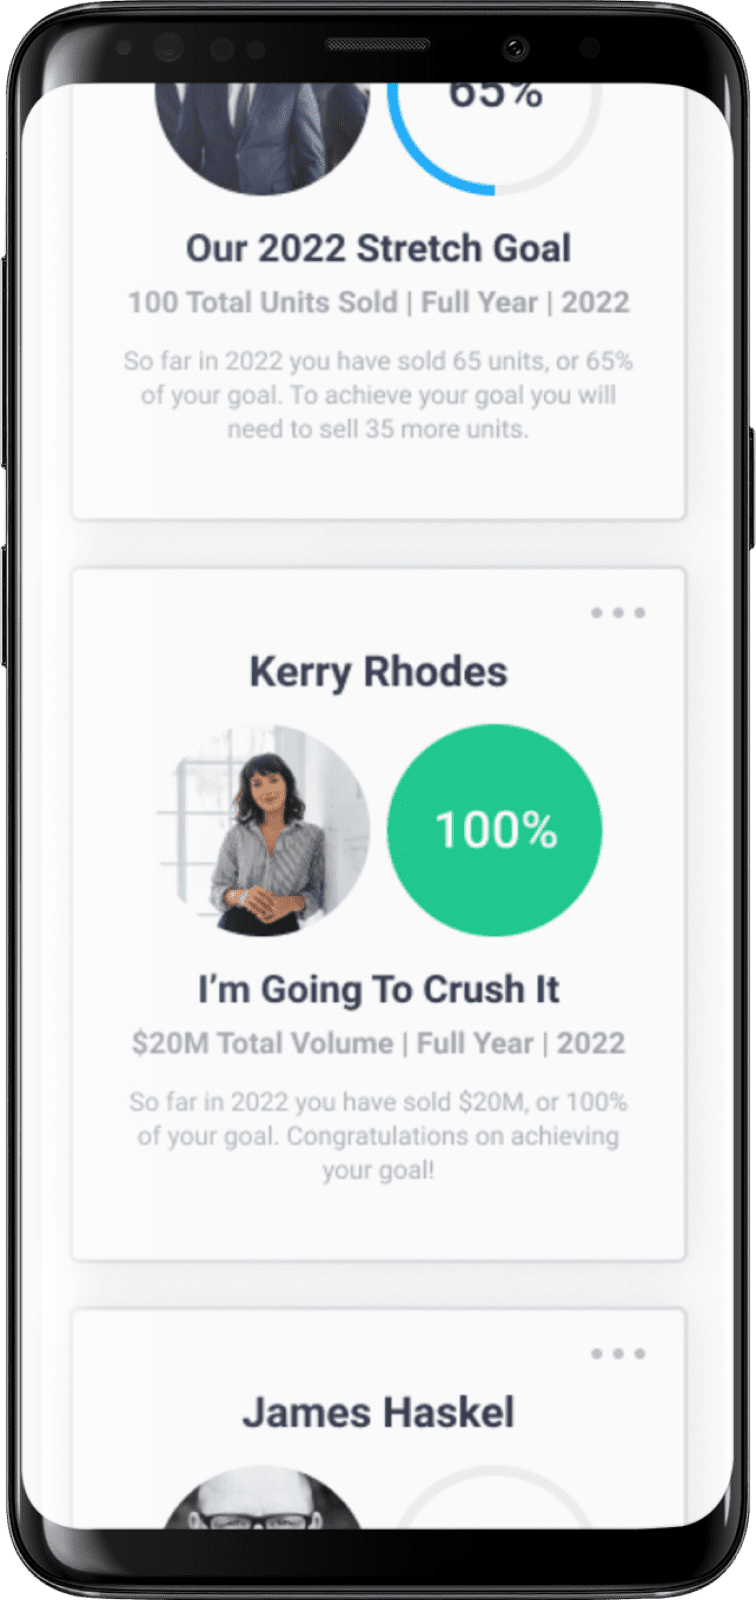 65%
Our 2022 Stretch Goal
100 Total Units Sold | Full Year | 2022
So far in 2022 you have sold 65 units, or 65%
of your goal. To achieve your goal you will
need to sell 35 more units.
Kerry Rhodes
100%
I'm Going To Crush It
$20M Total Volume | Full Year | 2022
So far in 2022 you have sold $20M, or 100%
of your goal. Congratulations on achieving
your goal!
James Haskel